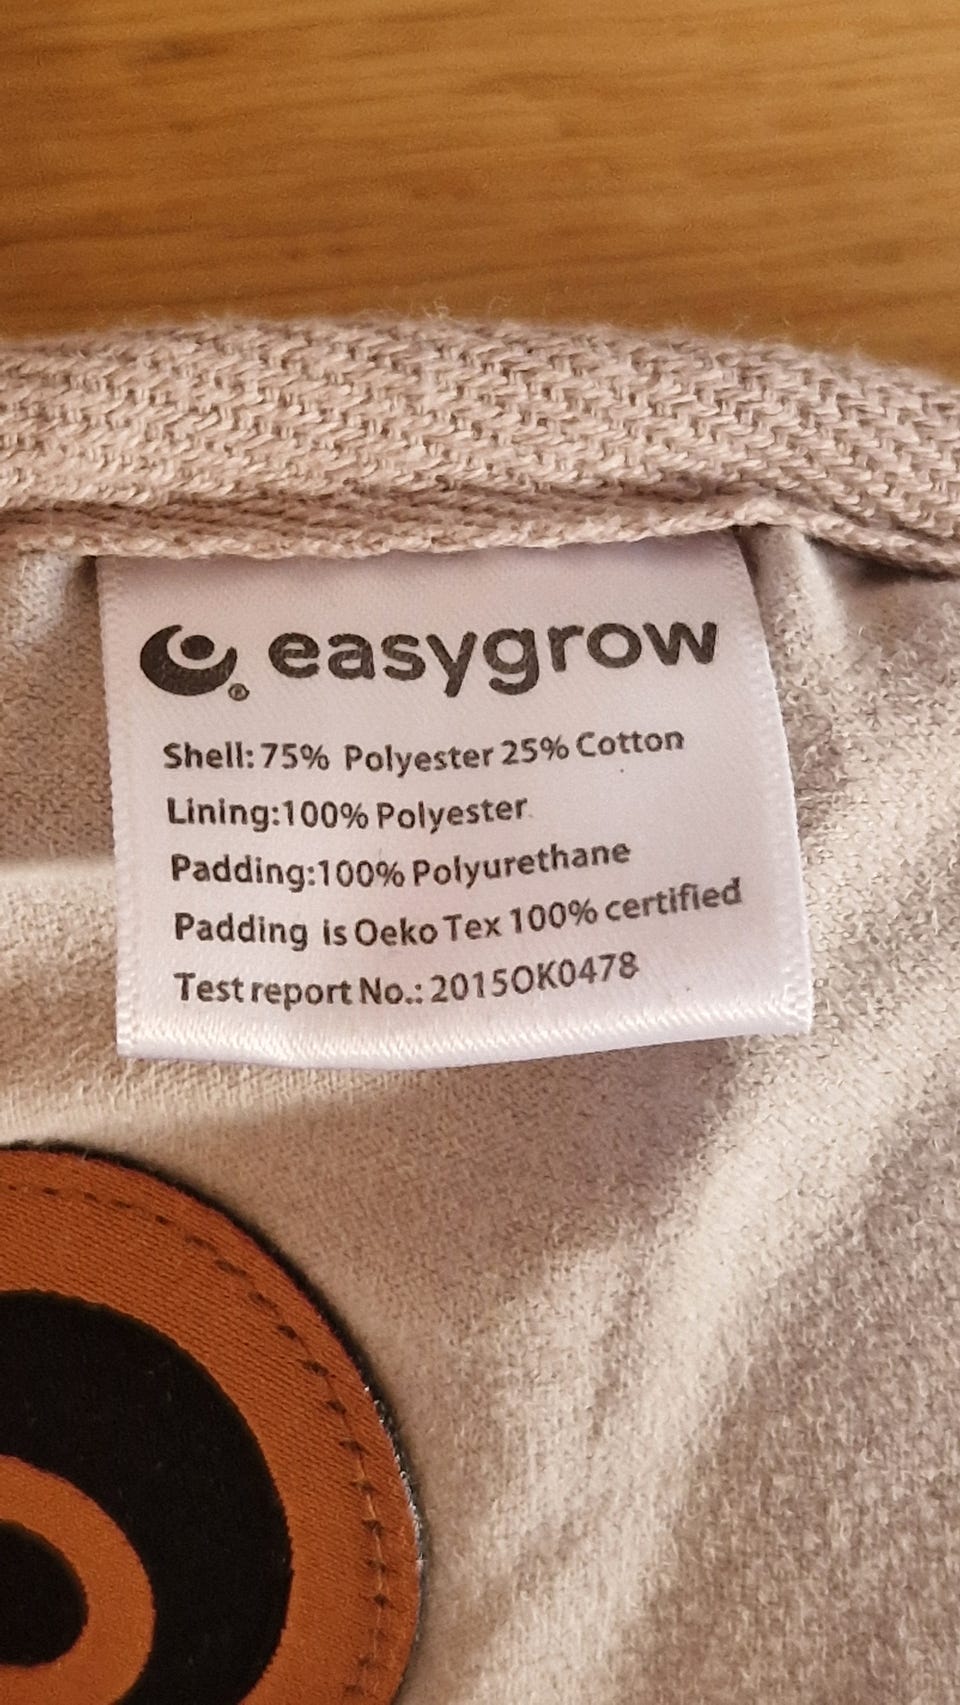 easygrow
Shell: 75% Polyester 25% Cotton
Lining:100% Polyester
Padding:100% Polyurethane
Padding is Oeko Tex 100% certified
Test report No.: 2015OK0478